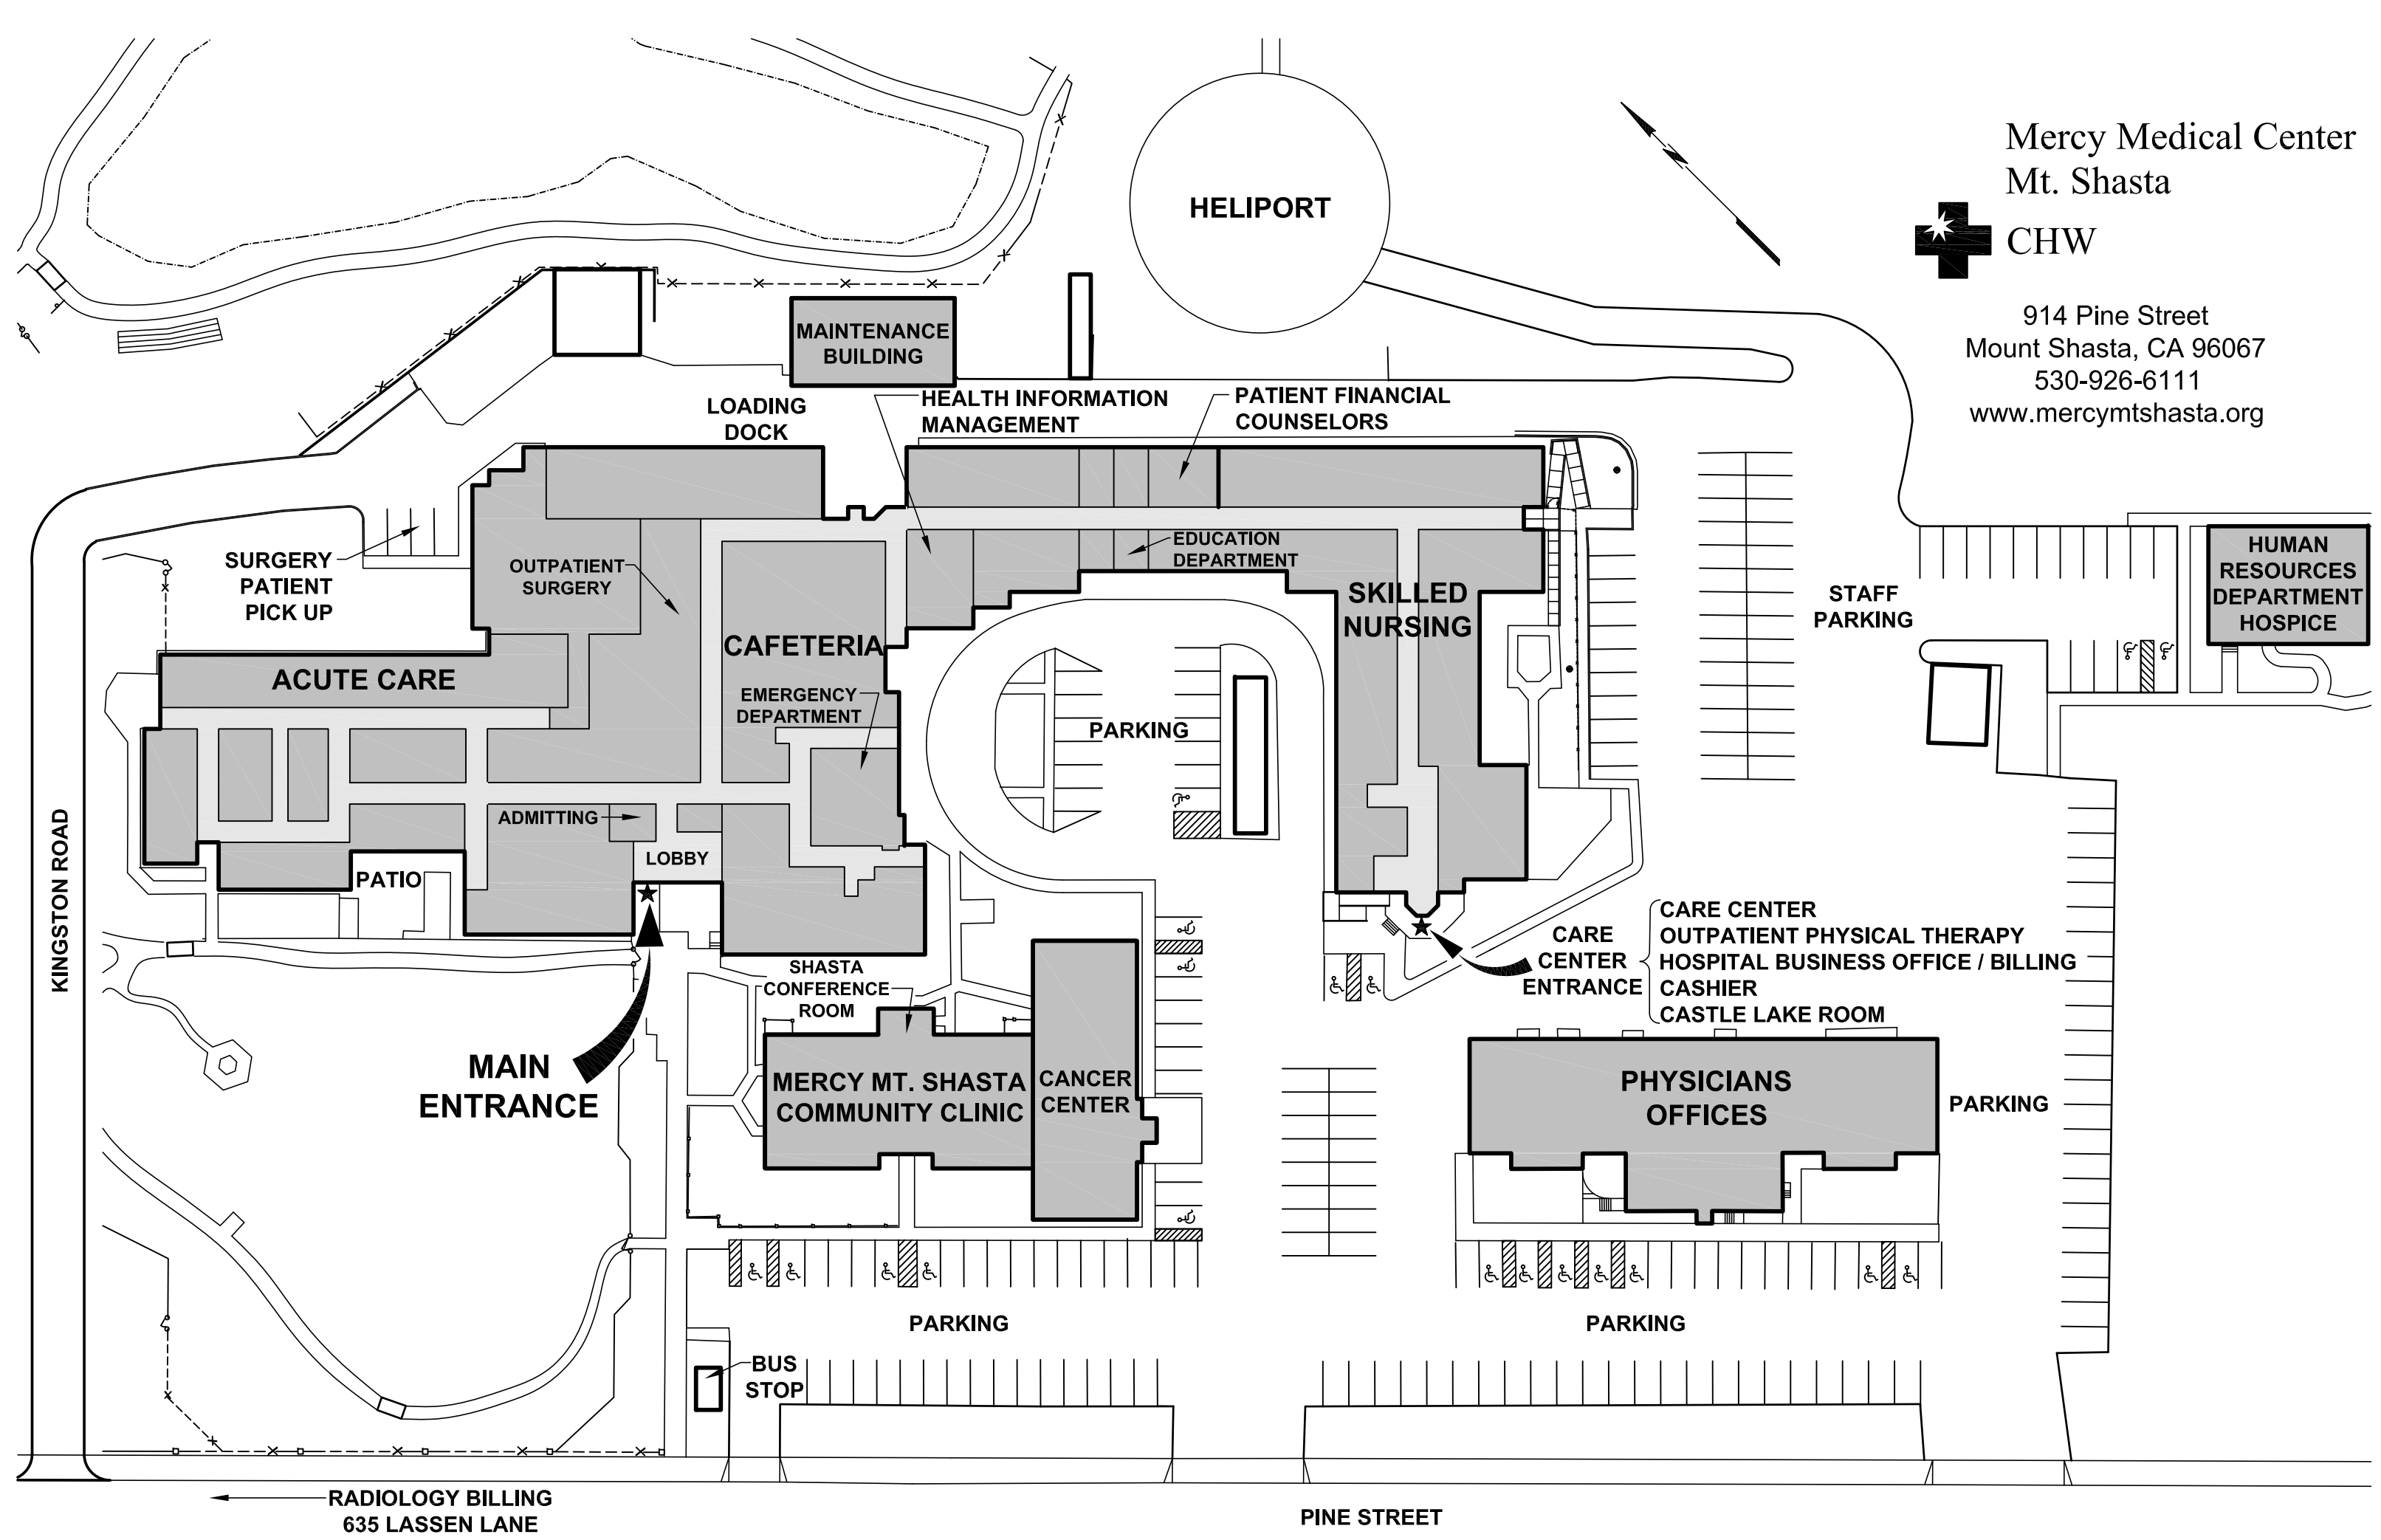 Mercy Medical Center
Mt. Shasta
CHW
914 Pine Street
Mount Shasta, CA 96067
530-926-6111
www.mercymtshasta.org
HELIPORT
MAINTENANCE
BUILDING
LOADING
DOCK
HEALTH INFORMATION
MANAGEMENT
PATIENT FINANCIAL
COUNSELORS
SURGERY
PATIENT
PICK UP
OUTPATIENT
SURGERY
EDUCATION
DEPARTMENT
SKILLED
NURSING
STAFF
PARKING
HUMAN
RESOURCES
DEPARTMENT
HOSPICE
CAFETERIA
ACUTE CARE
EMERGENCY
DEPARTMENT
PARKING
ADMITTING
LOBBY
PATIO
KINGSTON ROAD
CARE
CENTER
ENTRANCE
CARE CENTER
OUTPATIENT PHYSICAL THERAPY
HOSPITAL BUSINESS OFFICE / BILLING
CASHIER
CASTLE LAKE ROOM
SHASTA
CONFERENCE
ROOM
MAIN
ENTRANCE
MERCY MT. SHASTA
COMMUNITY CLINIC
CANCER
CENTER
PHYSICIANS
OFFICES
PARKING
PARKING
PARKING
BUS
STOP
RADIOLOGY BILLING
635 LASSEN LANE
PINE STREET